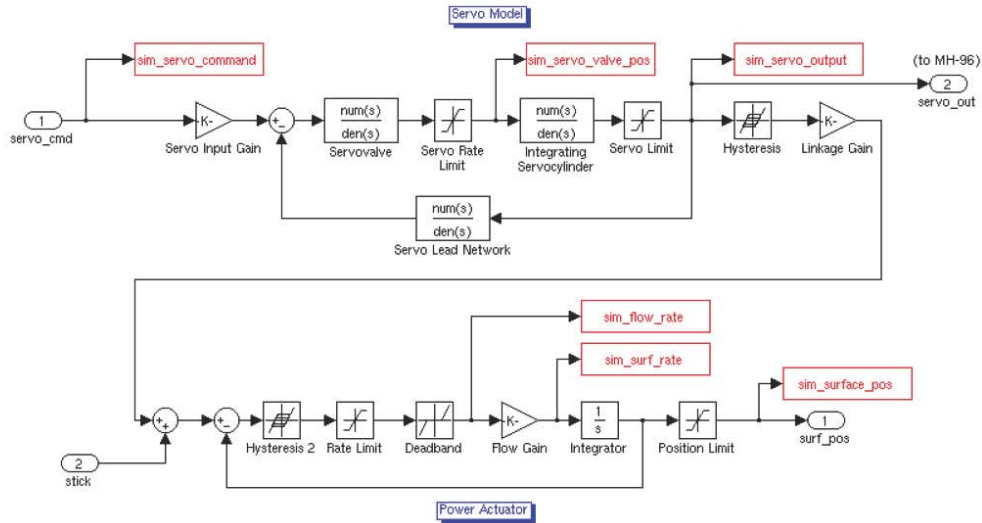 Servo Model
sim_servo_command
sim_servo_valve_pos
sim_servo_output
(to MH-96)
2
servo_out
1
servo_cmd
-K-
Servo Input Gain
+
-
num(s)
den(s)
Servovalve
Servo Rate
Limit
num(s)
den(s)
Integrating
Servocylinder
Servo Limit
Hysteresis
-K-
Linkage Gain
num(s)
den(s)
Servo Lead Network
sim_flow_rate
sim_surf_rate
sim_surface_pos
+
+
+
-
Hysteresis 2
Rate Limit
Deadband
-K-
Flow Gain
1
s
Integrator
Position Limit
1
surf_pos
2
stick
Power Actuator